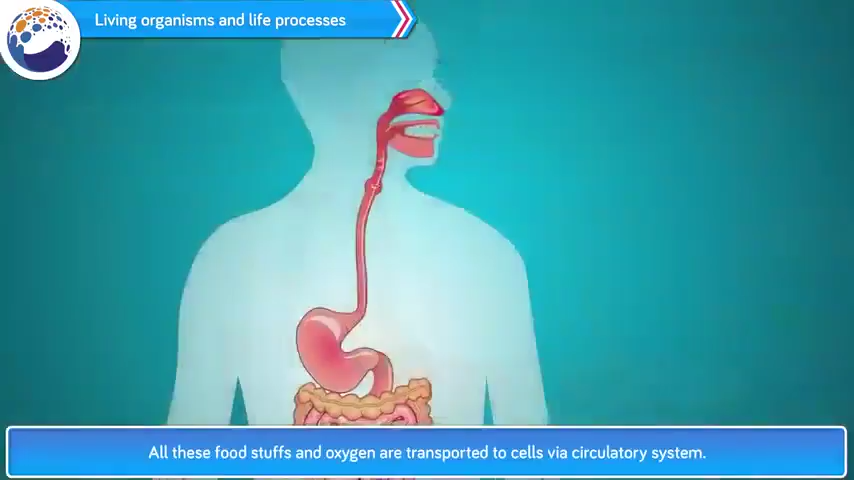 Living organisms and life processes
All these food stuffs and oxygen are transported to cells via circulatory system.